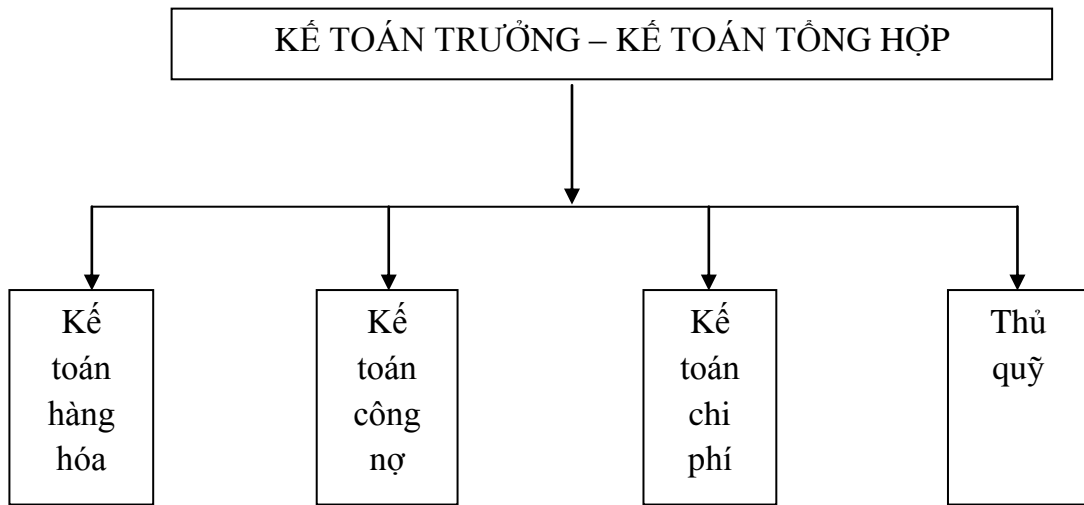 KẾ TOÁN TRƯỞNG – KẾ TOÁN TỔNG HỢP
Kế
toán
hàng
hóa
Kế
toán
công
nợ
Kế
toán
chi
phí
Thủ
quỹ